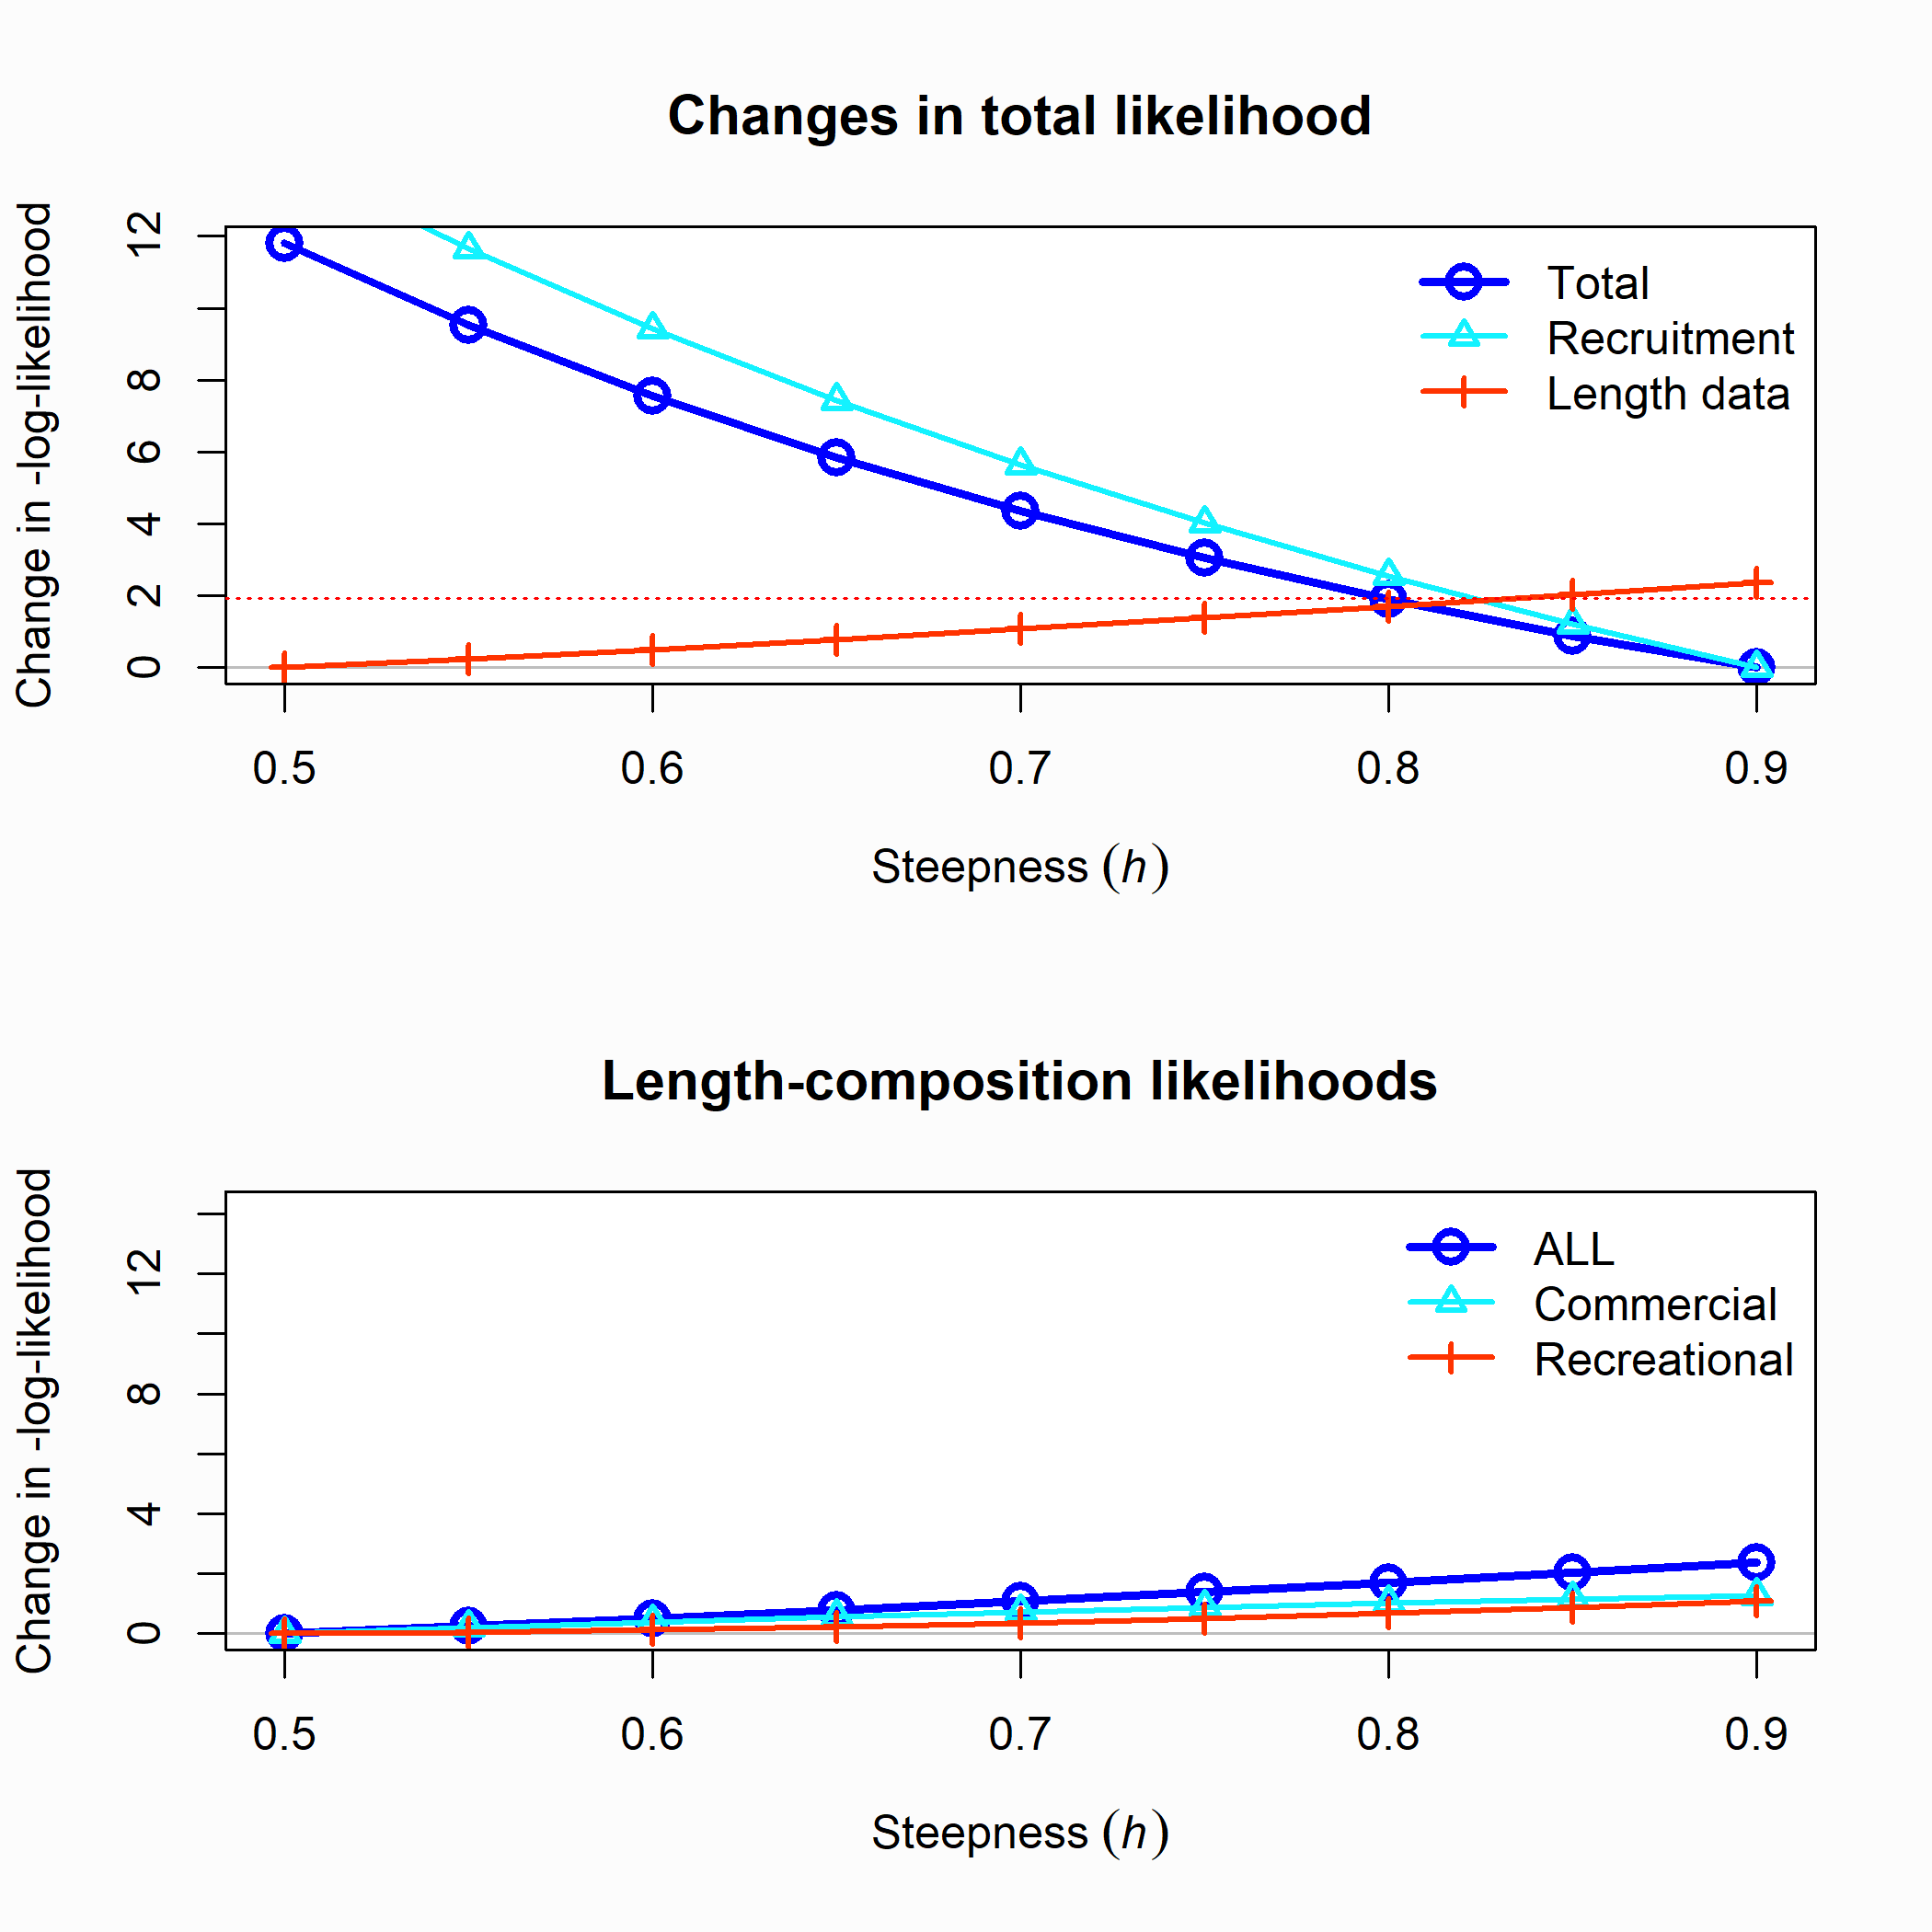 Changes in total likelihood
Change in -log-likelihood
12
8
6
4
2
0
Total
Recruitment
Length data
0.5 0.6 0.7 0.8 0.9
Steepness (h)
Length-composition likelihoods
Change in -log-likelihood
12
8
4
0
ALL
Commercial
Recreational
0.5 0.6 0.7 0.8 0.9
Steepness (h)